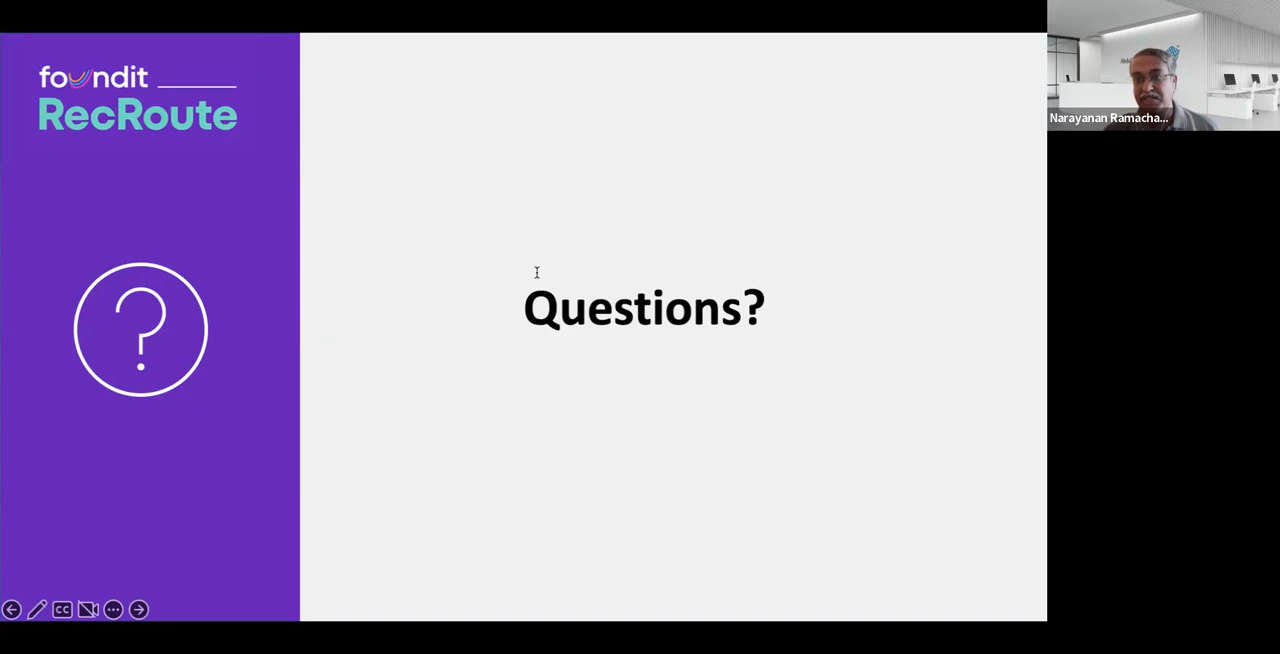 foundit
RecRoute
Questions?
CC
Narayanan Ramacha...